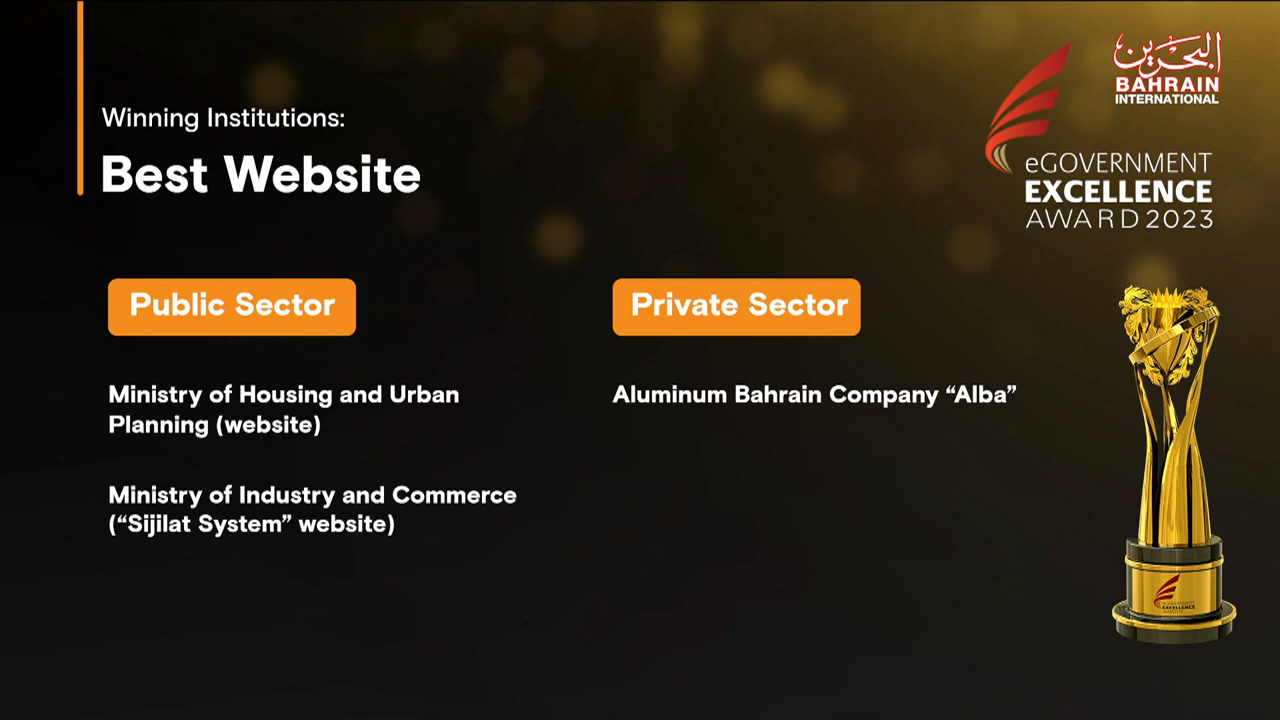 البحرين
BAHRAIN
INTERNATIONAL
eGOVERNMENT
EXCELLENCE
AWARD 2023
Winning Institutions:
Best Website
Public Sector
Ministry of Housing and Urban
Planning (website)
Ministry of Industry and Commerce
(“Sijilat System” website)
Private Sector
Aluminum Bahrain Company “Alba”
EXCELLENCE